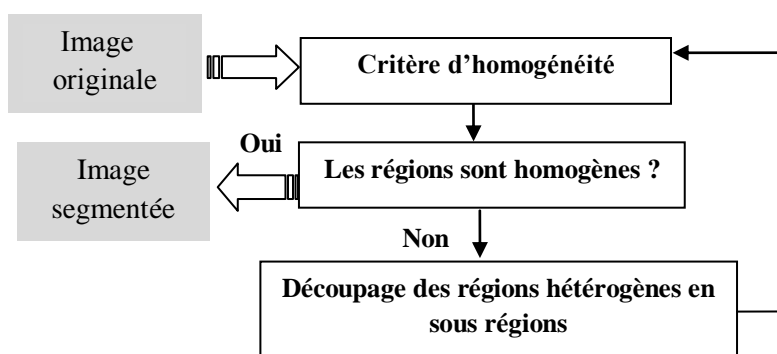 Image
originale
Critère d'homogénéité
Oui
Image
segmentée
Les régions sont homogènes ?
Non
Découpage des régions hétérogènes en
sous régions